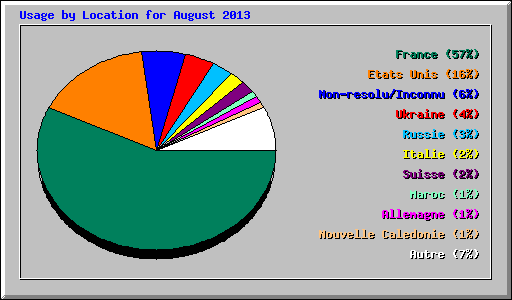 Usage by Location for August 2013
France (57%)
Etats Unis (16%)
Non-resolu/Inconnu (6%)
Ukraine (4%)
Russie (3%)
Italie (2%)
Suisse (2%)
Maroc (1%)
Allemagne (1%)
Nouvelle Caledonie (1%)
Autre (7%)